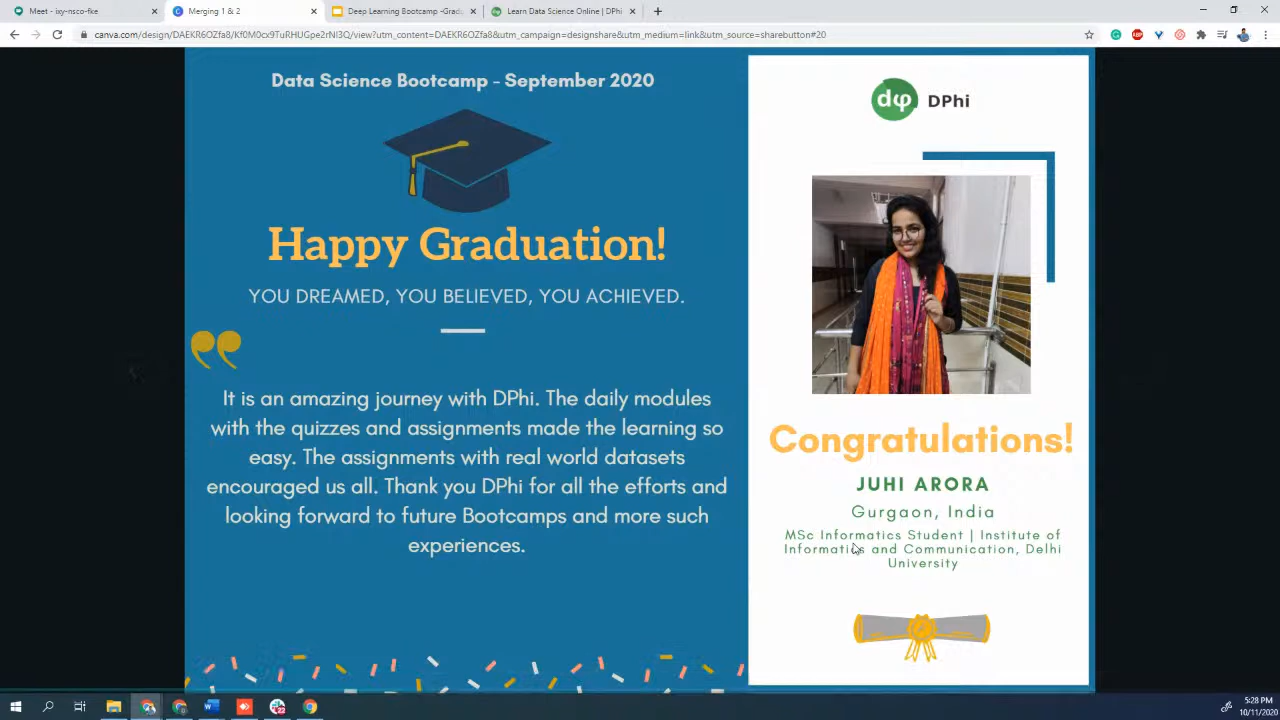 Meet - ixy-nsco-fke
Merging 1 & 2
Deep Learning Bootcamp -Gradu
Learn Data Science Online | DPhi
canva.com/design/DAEKR6OZfa8/Kf0M0cx9TuRHUGpe2rNI3Q/view?utm_content=DAEKR6OZfa8&utm_campaign=designshare&utm_medium=link&utm_source=sharebutton#20
Data Science Bootcamp - September 2020
Happy Graduation!
YOU DREAMED, YOU BELIEVED, YOU ACHIEVED.
It is an amazing journey with DPhi. The daily modules
with the quizzes and assignments made the learning so
easy. The assignments with real world datasets
encouraged us all. Thank you DPhi for all the efforts and
looking forward to future Bootcamps and more such
experiences.
dφ DPhi
Congratulations!
JUHI ARORA
Gurgaon, India
MSc Informatics Student | Institute of
Informatics and Communication, Delhi
University
5:28 PM
10/11/2020